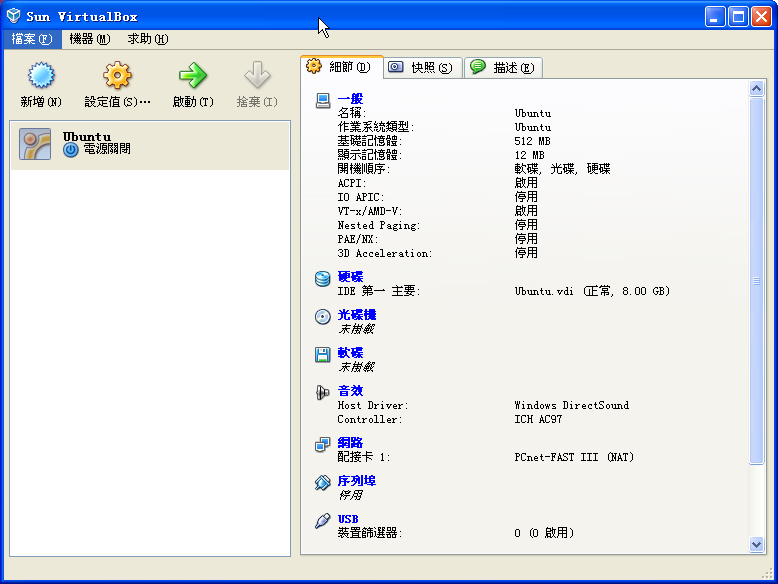 Sun VirtualBox
檔案(F) 機器(M) 求助(H)
新增(N) 設定值(S)… 啟動(T) 捨棄(I)
細節(D) 快照(S) 描述(E)
Ubuntu
電源關閉
一般
名稱: Ubuntu
作業系統類型: Ubuntu
基礎記憶體: 512 MB
顯示記憶體: 12 MB
開機順序: 軟碟, 光碟, 硬碟
ACPI: 啟用
IO APIC: 停用
VT-x/AMD-V: 啟用
Nested Paging: 停用
PAE/NX: 停用
3D Acceleration: 停用
硬碟
IDE 第一 主要: Ubuntu.vdi (正常, 8.00 GB)
光碟機
未掛載
軟碟
未掛載
音效
Host Driver: Windows DirectSound
Controller: ICH AC97
網路
配接卡 1: PCnet-FAST III (NAT)
序列埠
停用
USB
裝置篩選器: 0 (0 啟用)